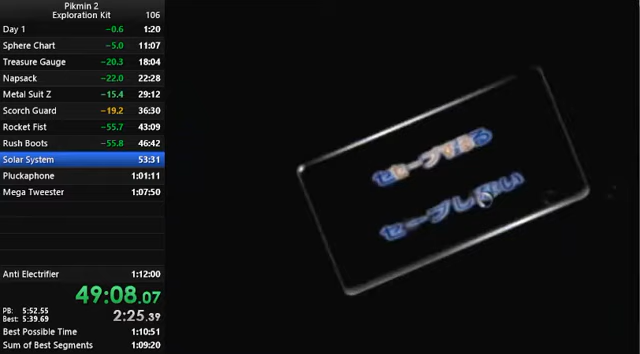 Pikmin 2
Exploration Kit 106
Day 1 −0.6 1:20
Sphere Chart −5.0 11:07
Treasure Gauge −20.3 18:04
Napsack −22.0 22:28
Metal Suit Z −15.4 29:12
Scorch Guard −19.2 36:30
Rocket Fist −55.7 43:09
Rush Boots −55.8 46:42
Solar System 53:31
Pluckaphone 1:01:11
Mega Tweester 1:07:50
Anti Electrifier 1:12:00
49:08.07
PB: 5:52.55
Best: 5:39.69
2:25.39
Best Possible Time 1:10:51
Sum of Best Segments 1:09:20
セーブする
セーブしない